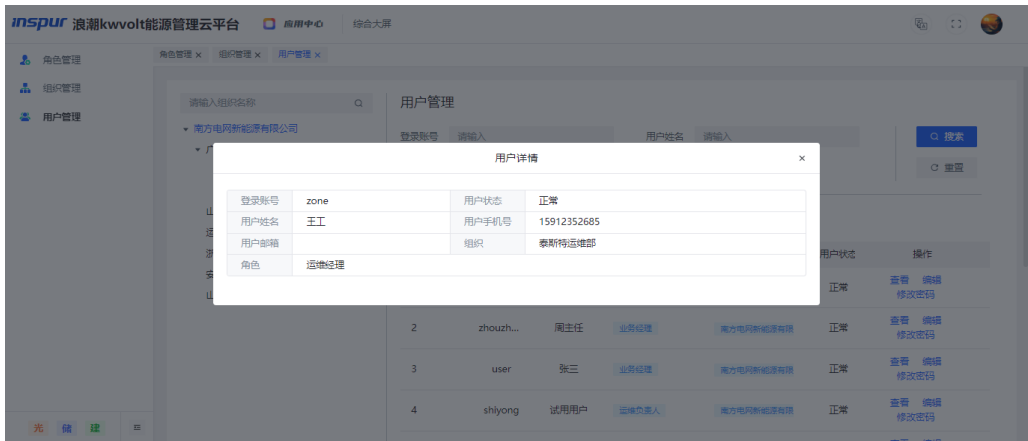 inspur 浪潮kwvolt能源管理云平台 应用中心 综合大屏
角色管理
组织管理
用户管理
角色管理 × 组织管理 × 用户管理 ×
请输入组织名称
南方电网新能源有限公司
用户管理
登录账号 请输入 用户姓名 请输入 搜索
重置
用户详情 ×
登录账号 zone 用户状态 正常
用户姓名 王工 用户手机号 15912352685
用户邮箱 组织 泰斯特运维部
角色 运维经理
用户状态 操作
正常 查看 编辑
修改密码
2 zhouzh... 周主任 业务经理 南方电网新能源有限 正常 查看 编辑
修改密码
3 user 张三 业务经理 南方电网新能源有限 正常 查看 编辑
修改密码
4 shiyong 试用用户 运维负责人 南方电网新能源有限 正常 查看 编辑
修改密码
光 储 建